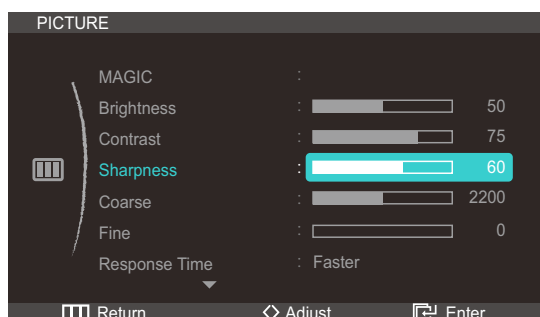 PICTURE
MAGIC :
Brightness : 50
Contrast : 75
Sharpness : 60
Coarse : 2200
Fine : 0
Response Time : Faster
Return Adjust Enter